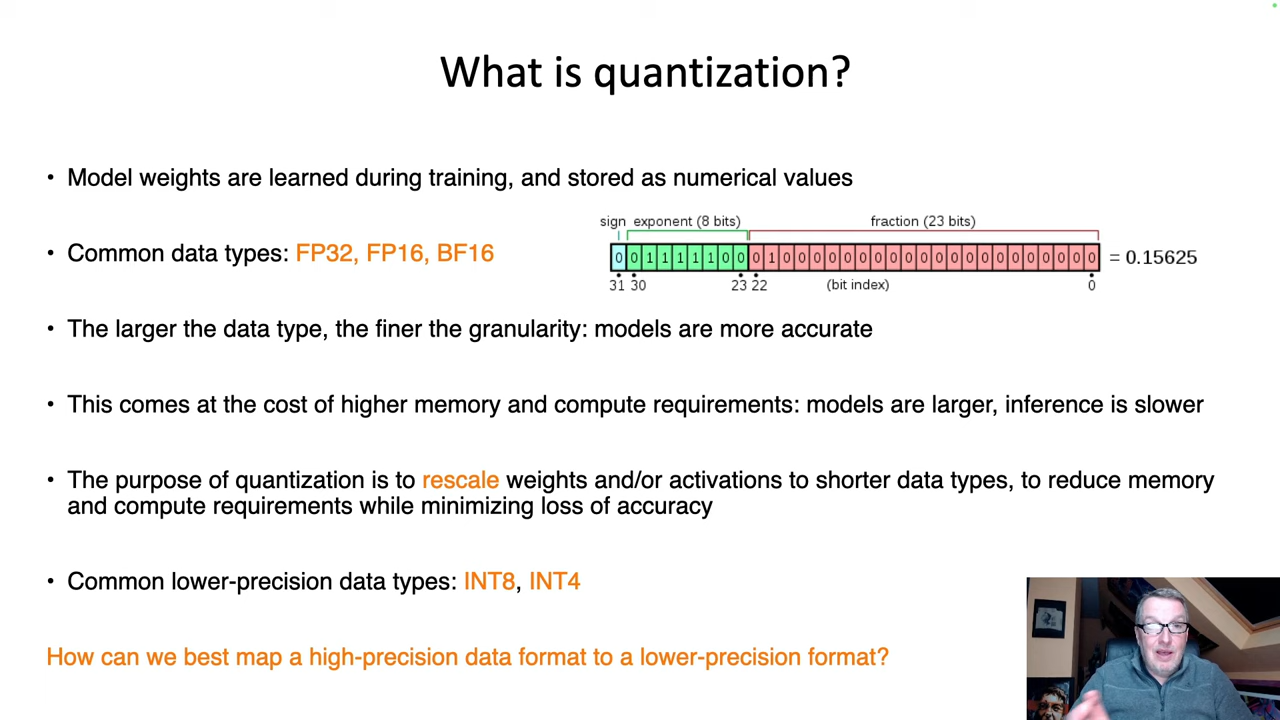 What is quantization?
• Model weights are learned during training, and stored as numerical values
• Common data types: FP32, FP16, BF16
sign exponent (8 bits) fraction (23 bits)
0 0 1 1 1 1 1 0 0 0 1 0 0 0 0 0 0 0 0 0 0 0 0 0 0 0 0 0 0 0 0 0 = 0.15625
31 30 23 22 (bit index) 0
• The larger the data type, the finer the granularity: models are more accurate
• This comes at the cost of higher memory and compute requirements: models are larger, inference is slower
• The purpose of quantization is to rescale weights and/or activations to shorter data types, to reduce memory
and compute requirements while minimizing loss of accuracy
• Common lower-precision data types: INT8, INT4
How can we best map a high-precision data format to a lower-precision format?